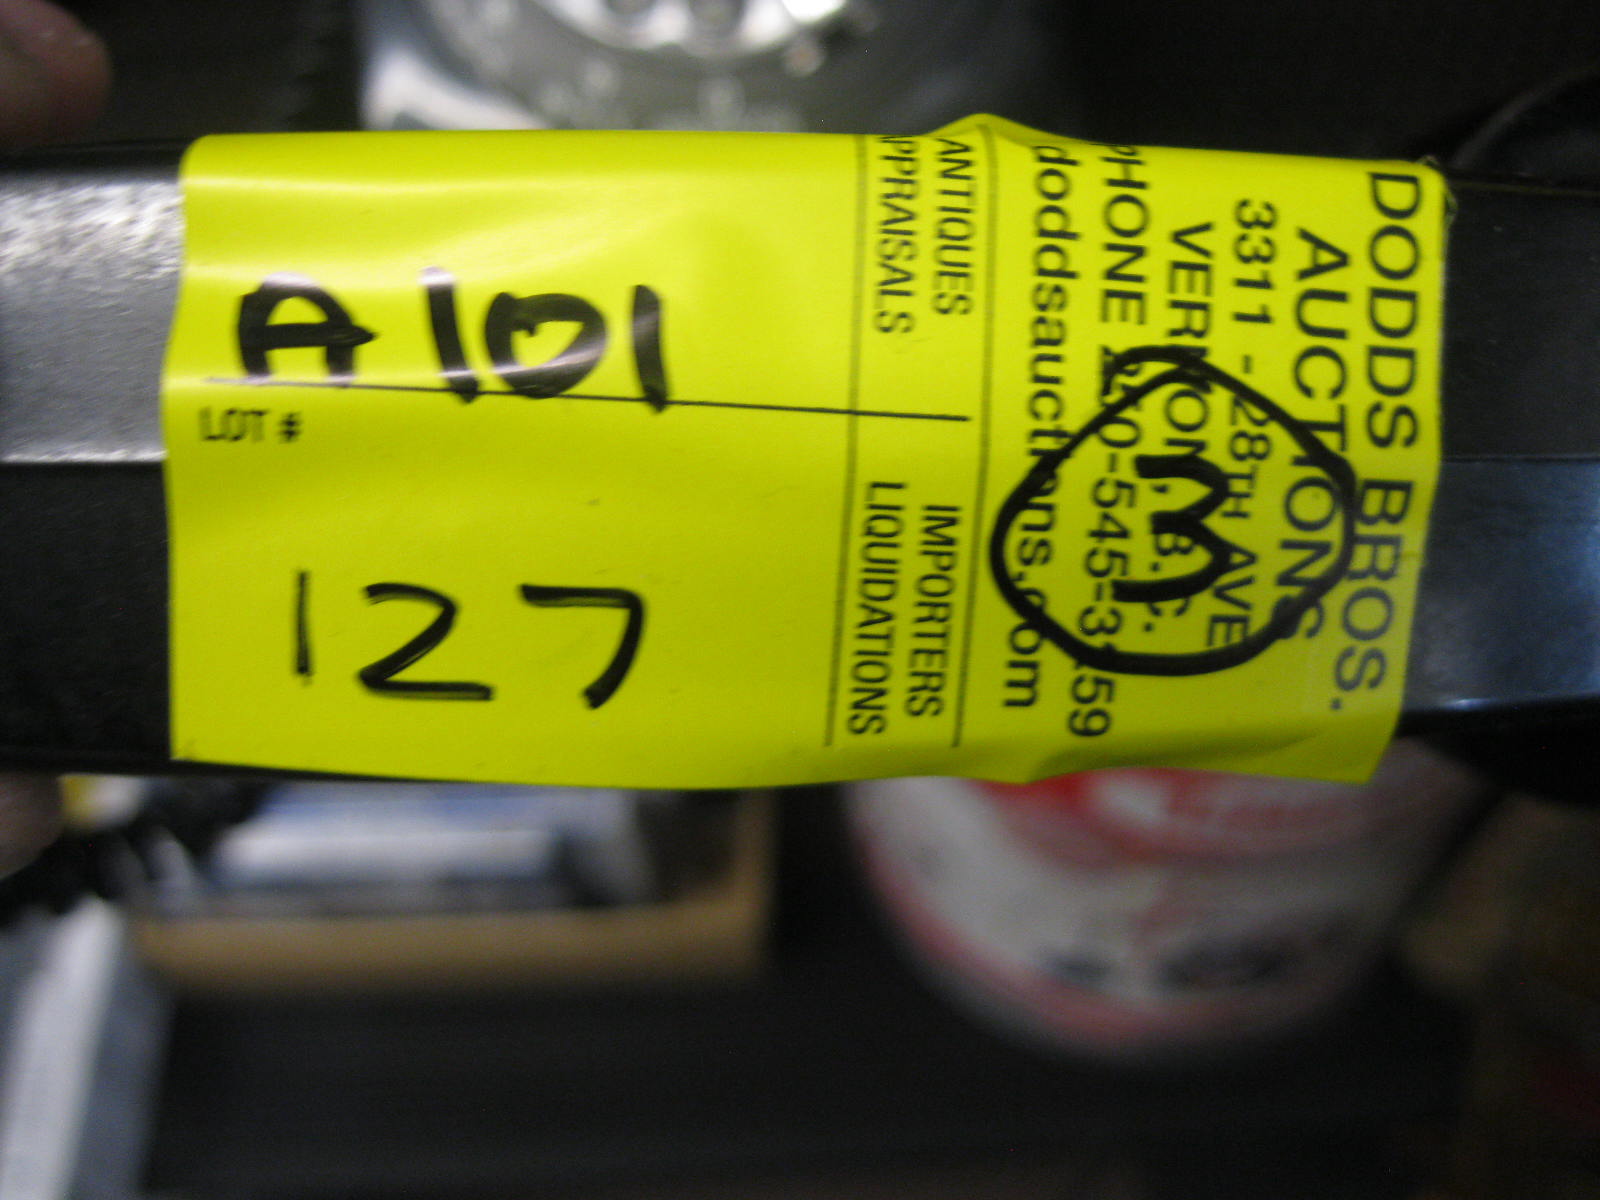 DODDS BROS.
AUCTIONS
3311 - 28TH AVE
VERNON, B.C.
PHONE 250-545-3259
doddsauctions.com
M
ANTIQUES IMPORTERS
APPRAISALS LIQUIDATIONS
A101
LOT #
127